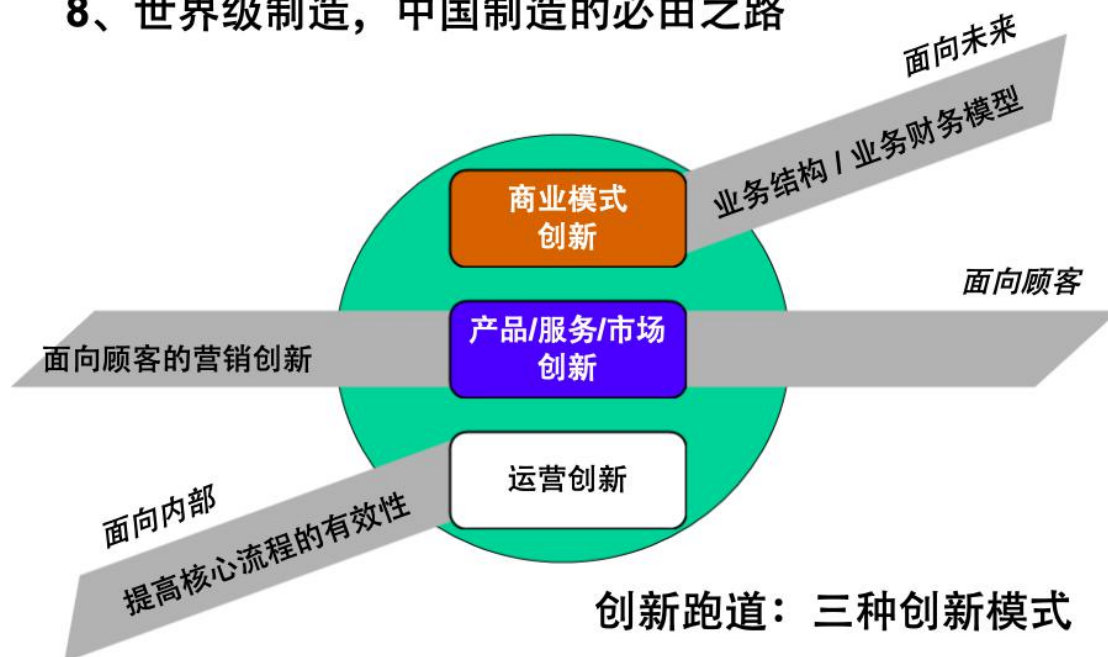 8、世界级制造，中国制造的必由之路
面向未来
业务结构 / 业务财务模型
商业模式
创新
面向顾客
产品/服务/市场
创新
面向顾客的营销创新
运营创新
面向内部
提高核心流程的有效性
创新跑道：三种创新模式